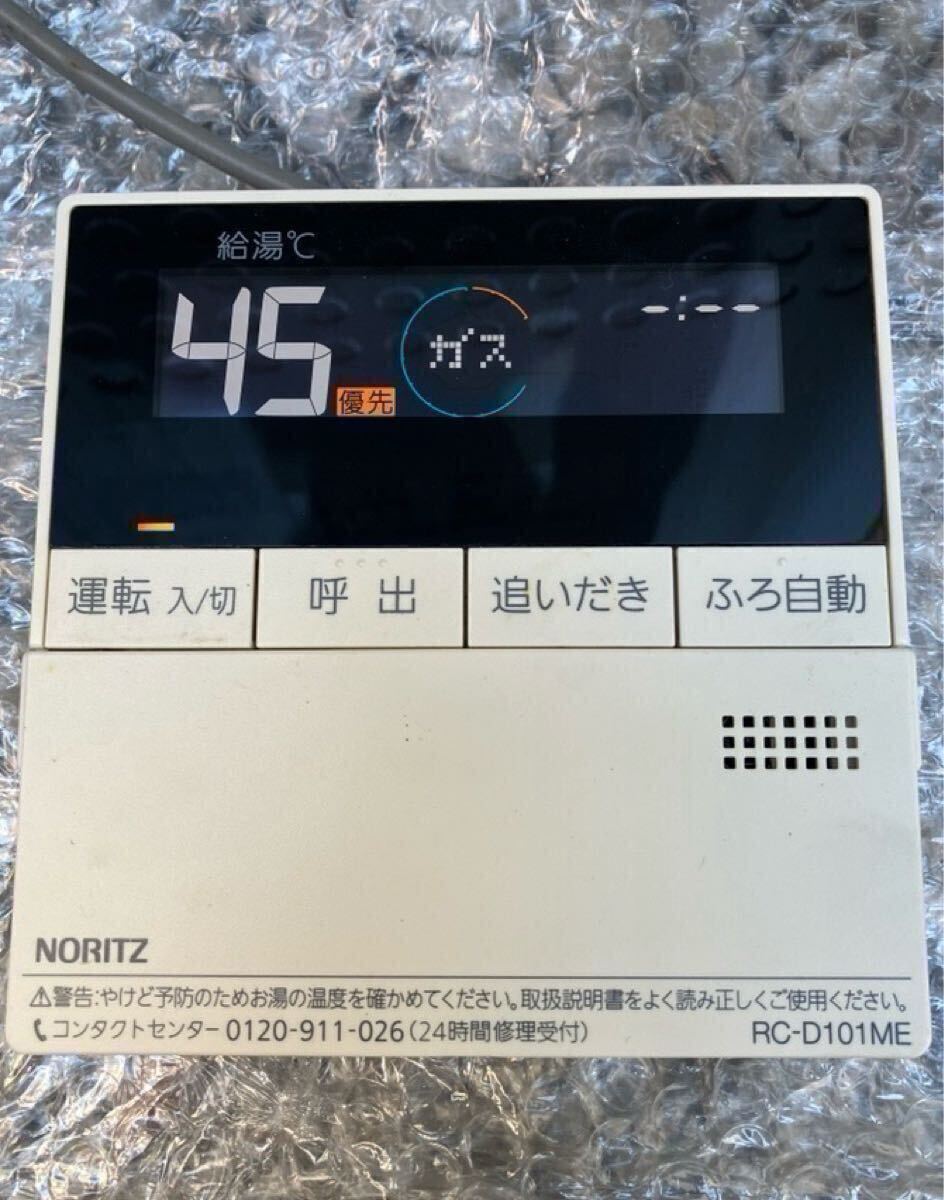 給湯℃
45 優先 ガス -:--
運転 入/切 呼出 追いだき ふろ自動
NORITZ
⚠警告:やけど予防のためお湯の温度を確かめてください。取扱説明書をよく読み正しくご使用ください。
コンタクトセンター 0120-911-026(24時間修理受付) RC-D101ME